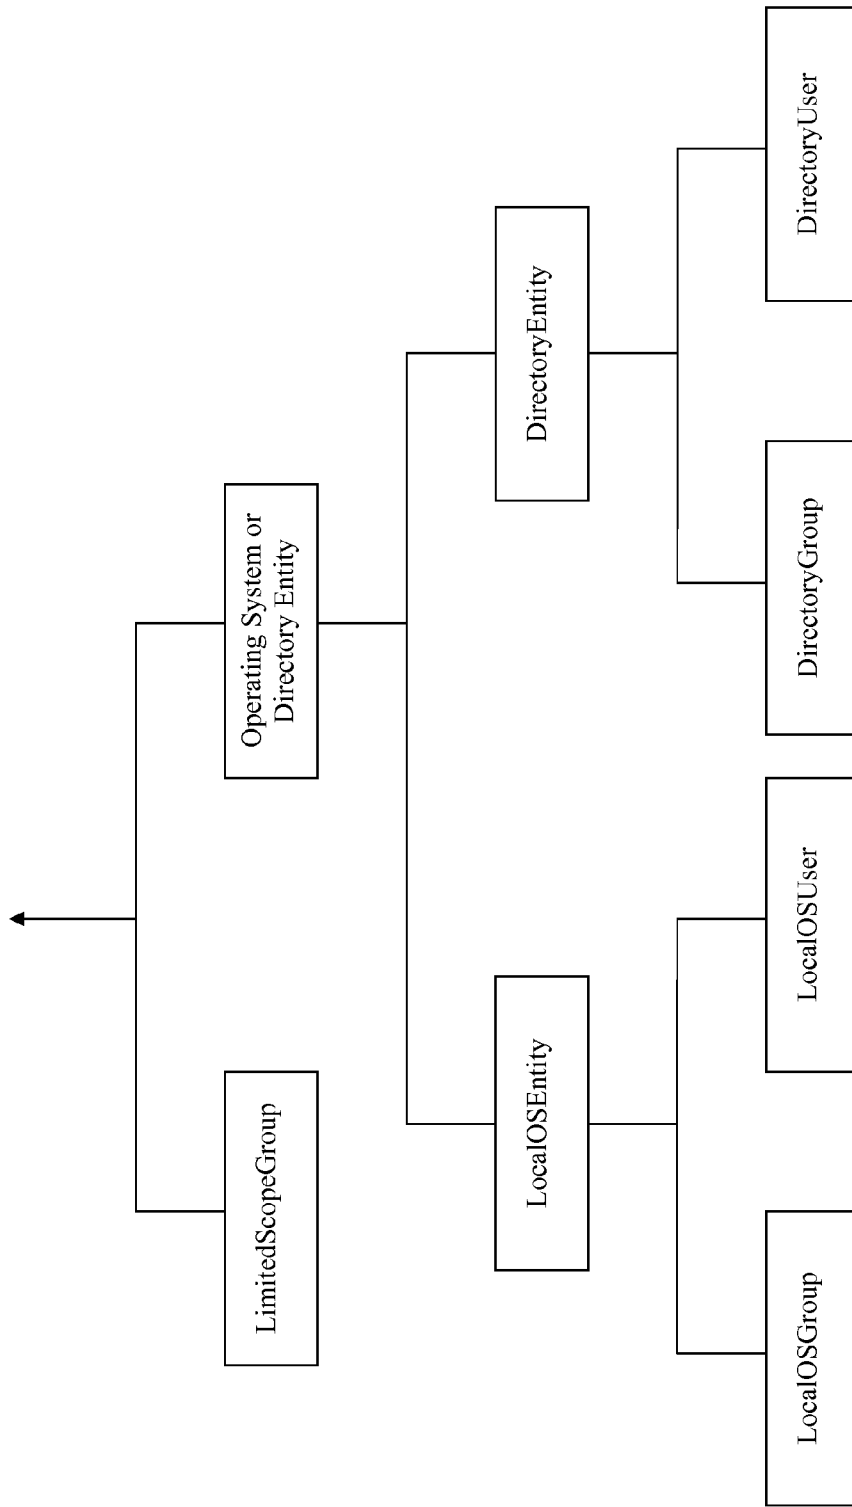 LimitedScopeGroup
Operating System or
Directory Entity
LocalOSEntity
DirectoryEntity
LocalOSGroup
LocalOSUser
DirectoryGroup
DirectoryUser